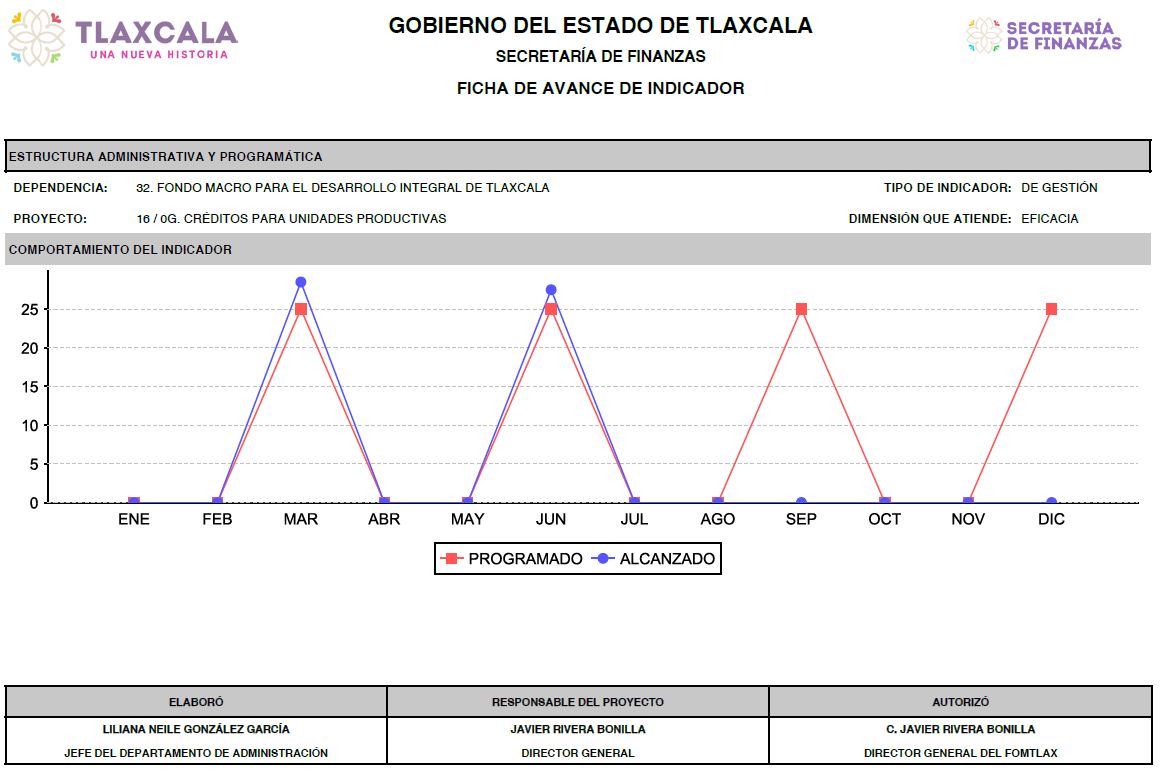 TLAXCALA
UNA NUEVA HISTORIA
GOBIERNO DEL ESTADO DE TLAXCALA
SECRETARÍA DE FINANZAS
FICHA DE AVANCE DE INDICADOR
SECRETARÍA
DE FINANZAS
ESTRUCTURA ADMINISTRATIVA Y PROGRAMÁTICA
DEPENDENCIA: 32. FONDO MACRO PARA EL DESARROLLO INTEGRAL DE TLAXCALA TIPO DE INDICADOR: DE GESTIÓN
PROYECTO: 16 / 0G. CRÉDITOS PARA UNIDADES PRODUCTIVAS DIMENSIÓN QUE ATIENDE: EFICACIA
COMPORTAMIENTO DEL INDICADOR
25
20
15
10
5
0
ENE FEB MAR ABR MAY JUN JUL AGO SEP OCT NOV DIC
PROGRAMADO ALCANZADO
ELABORÓ RESPONSABLE DEL PROYECTO AUTORIZÓ
LILIANA NEILE GONZÁLEZ GARCÍA JAVIER RIVERA BONILLA C. JAVIER RIVERA BONILLA
JEFE DEL DEPARTAMENTO DE ADMINISTRACIÓN DIRECTOR GENERAL DIRECTOR GENERAL DEL FOMTLAX